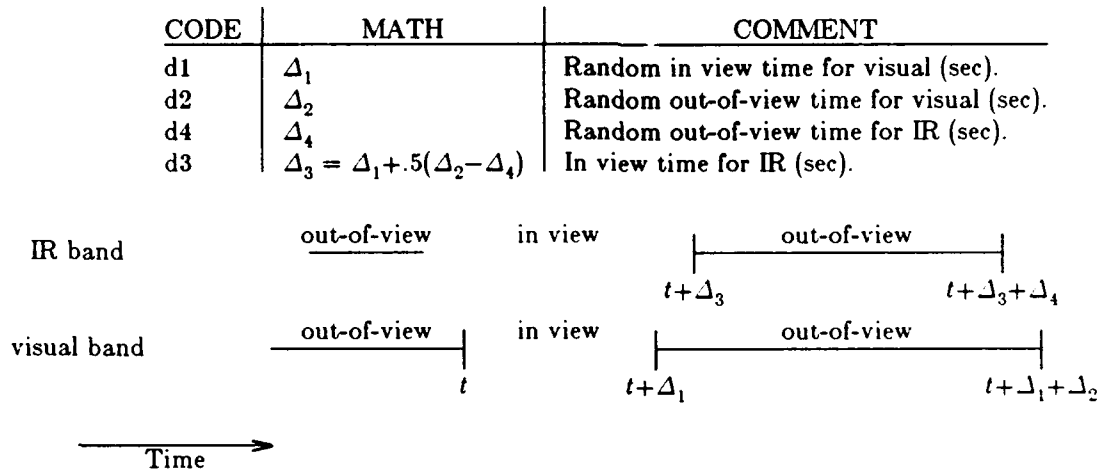 CODE MATH COMMENT
d1 Δ₁ Random in view time for visual (sec).
d2 Δ₂ Random out-of-view time for visual (sec).
d4 Δ₄ Random out-of-view time for IR (sec).
d3 Δ₃ = Δ₁+.5(Δ₂−Δ₄) In view time for IR (sec).
IR band out-of-view in view out-of-view
t+Δ₃ t+Δ₃+Δ₄
visual band out-of-view in view out-of-view
t t+Δ₁ t+Δ₁+Δ₂
Time